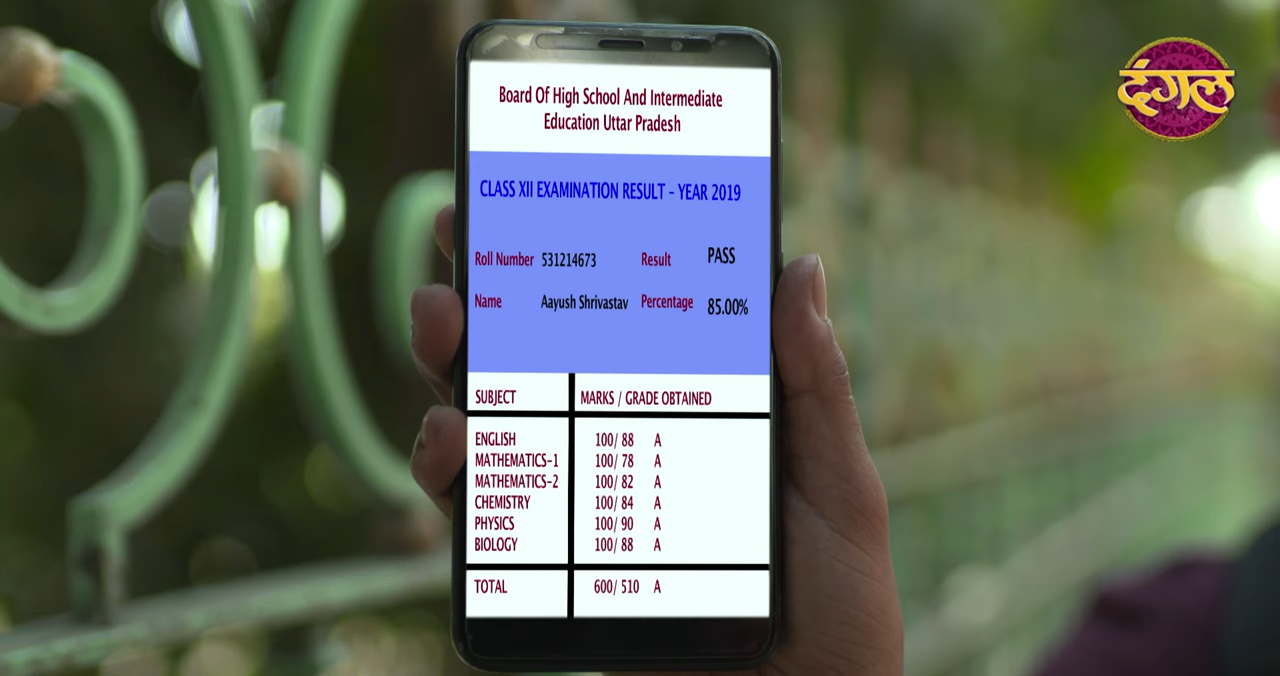 दंगल
Board Of High School And Intermediate
Education Uttar Pradesh
CLASS XII EXAMINATION RESULT - YEAR 2019
Roll Number 531214673 Result PASS
Name Aayush Shrivastav Percentage 85.00%
SUBJECT MARKS / GRADE OBTAINED
ENGLISH 100/ 88 A
MATHEMATICS-1 100/ 78 A
MATHEMATICS-2 100/ 82 A
CHEMISTRY 100/ 84 A
PHYSICS 100/ 90 A
BIOLOGY 100/ 88 A
TOTAL 600/ 510 A